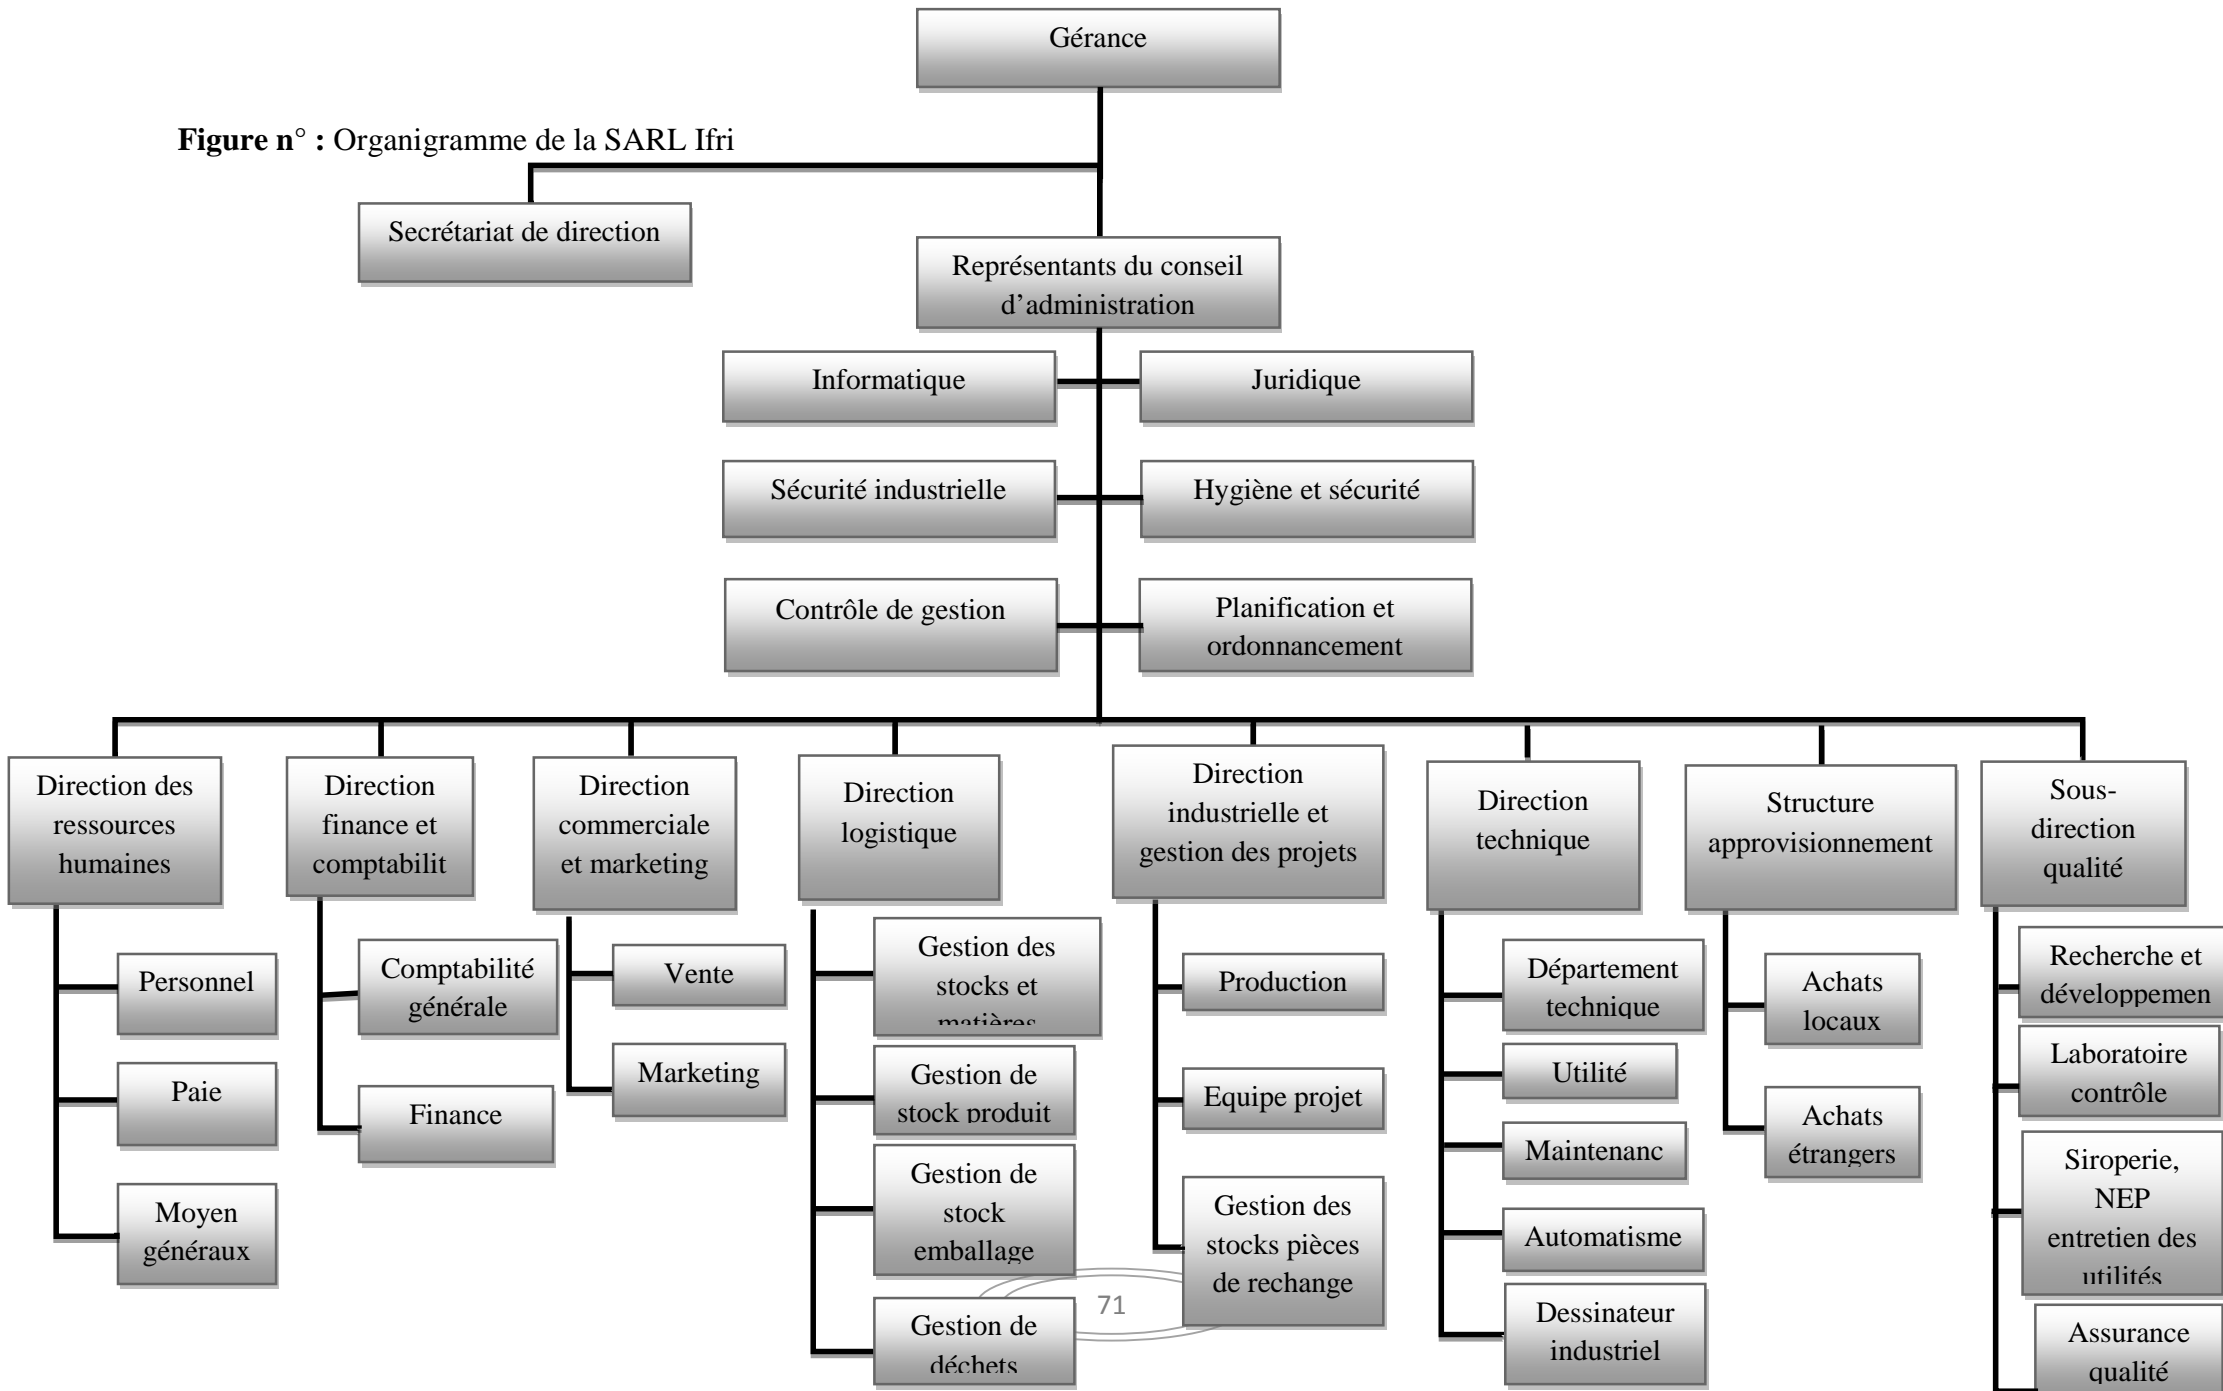 Gérance
Figure n° : Organigramme de la SARL Ifri
Secrétariat de direction
Représentants du conseil
d’administration
Informatique
Juridique
Sécurité industrielle
Hygiène et sécurité
Contrôle de gestion
Planification et
ordonnancement
Direction des
ressources
humaines
Direction
finance et
comptabilit
Direction
commerciale
et marketing
Direction
logistique
Direction
industrielle et
gestion des projets
Direction
technique
Structure
approvisionnement
Sous-
direction
qualité
Personnel
Paie
Moyen
généraux
Comptabilité
générale
Finance
Vente
Marketing
Gestion des
stocks et
matières
Gestion de
stock produit
Gestion de
stock
emballage
Gestion de
déchets
Production
Equipe projet
Gestion des
stocks pièces
de rechange
Département
technique
Utilité
Maintenanc
Automatisme
Dessinateur
industriel
Achats
locaux
Achats
étrangers
Recherche et
développemen
Laboratoire
contrôle
Siroperie,
NEP
entretien des
utilités
Assurance
qualité
71